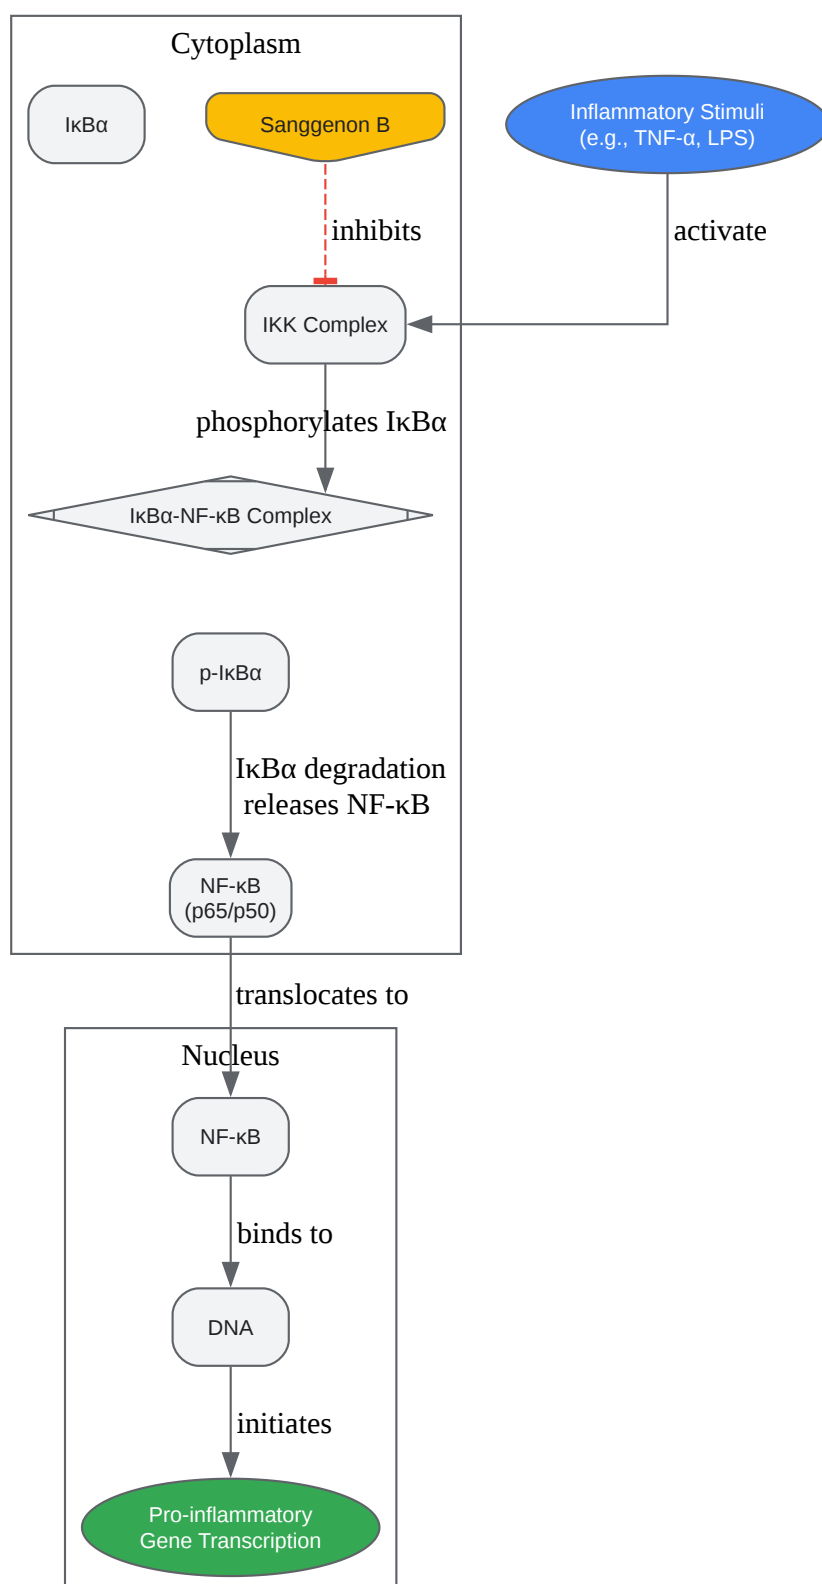 Cytoplasm
IκBα
Sanggenon B
Inflammatory Stimuli
(e.g., TNF-α, LPS)
inhibits
activate
IKK Complex
phosphorylates IκBα
IκBα-NF-κB Complex
p-IκBα
IκBα degradation
releases NF-κB
NF-κB
(p65/p50)
translocates to
Nucleus
NF-κB
binds to
DNA
initiates
Pro-inflammatory
Gene Transcription